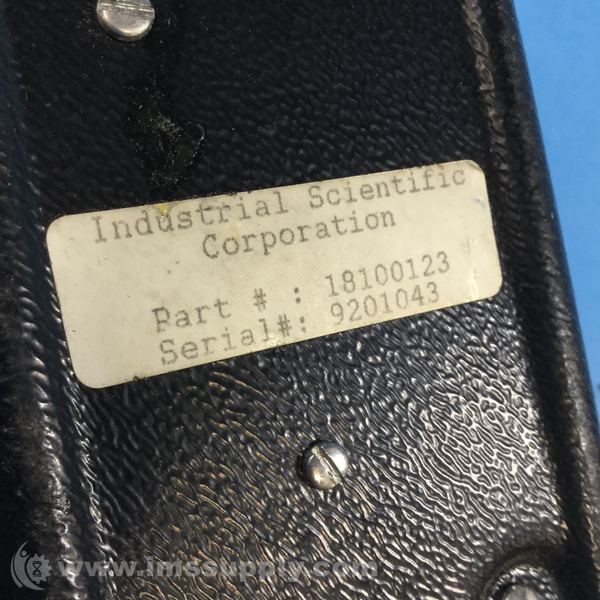 Industrial Scientific
Corporation
Part # : 18100123
Serial#: 9201043
www.imssupply.com